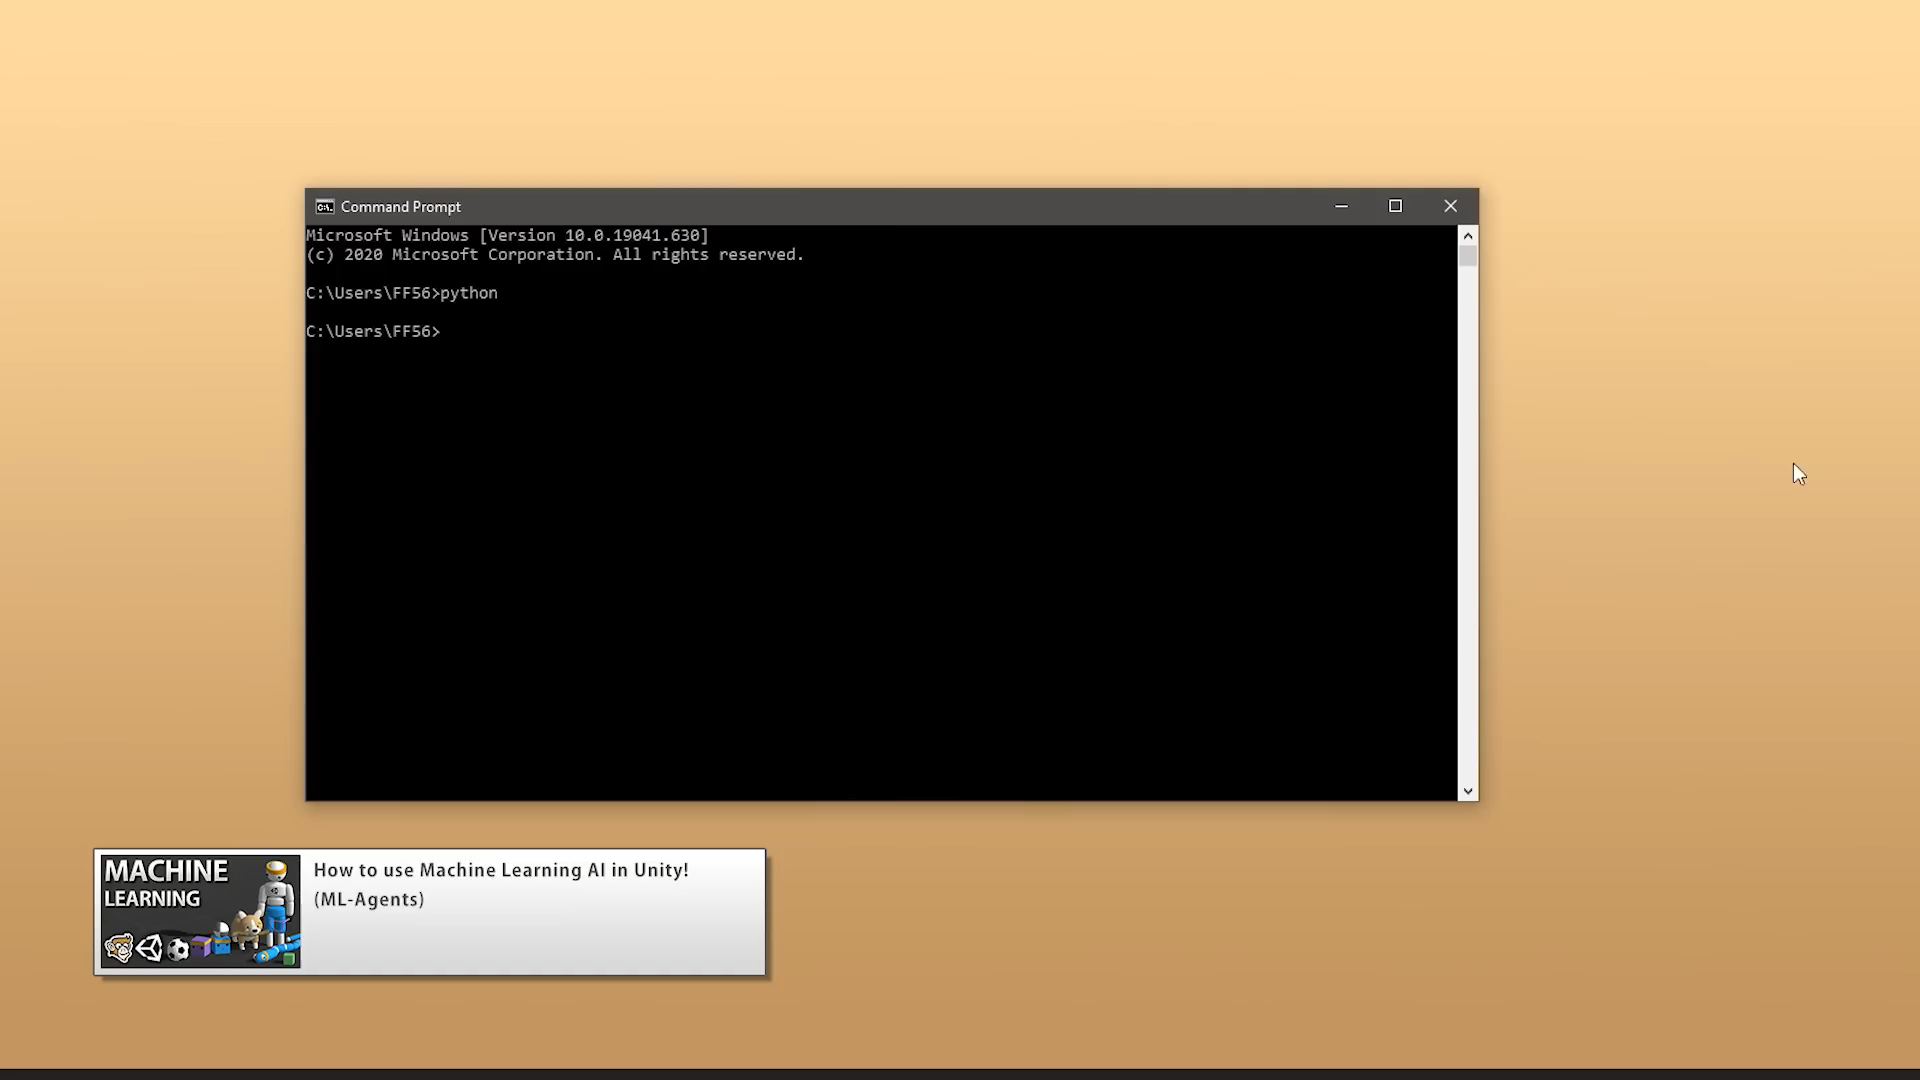 Command Prompt
Microsoft Windows [Version 10.0.19041.630]
(c) 2020 Microsoft Corporation. All rights reserved.
C:\Users\FF56>python
C:\Users\FF56>
MACHINE
LEARNING
How to use Machine Learning AI in Unity!
(ML-Agents)